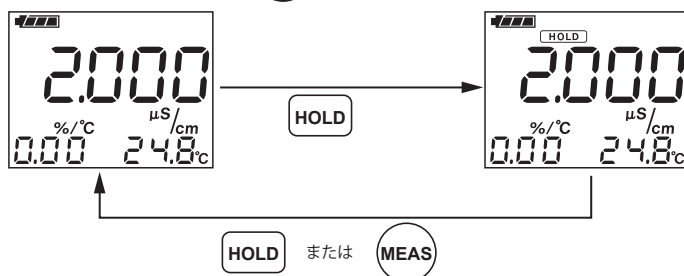 HOLD
2.000 2.000
μS/cm μS/cm
%/℃ %/℃
0.00 24.8℃ 0.00 24.8℃
HOLD
HOLD または MEAS